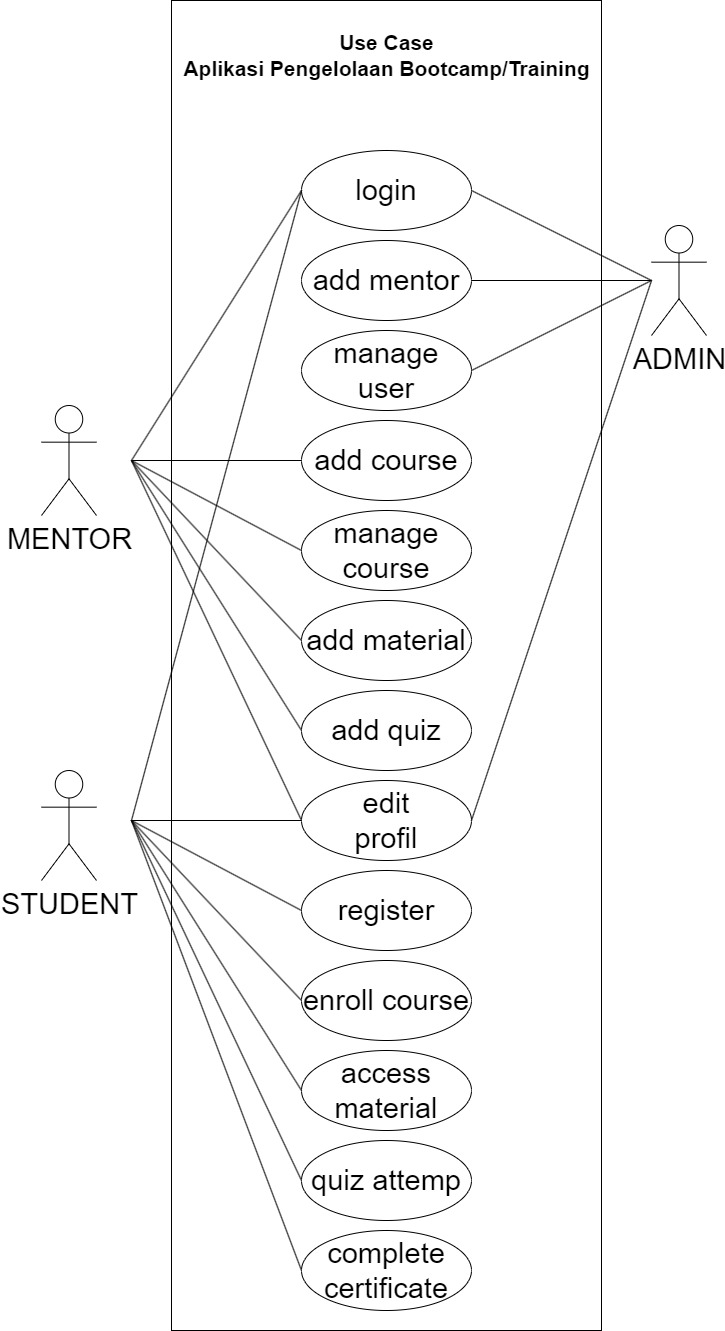 Use Case
Aplikasi Pengelolaan Bootcamp/Training
login
add mentor
manage
user
ADMIN
add course
MENTOR
manage
course
add material
add quiz
edit
profil
STUDENT
register
enroll course
access
material
quiz attemp
complete
certificate